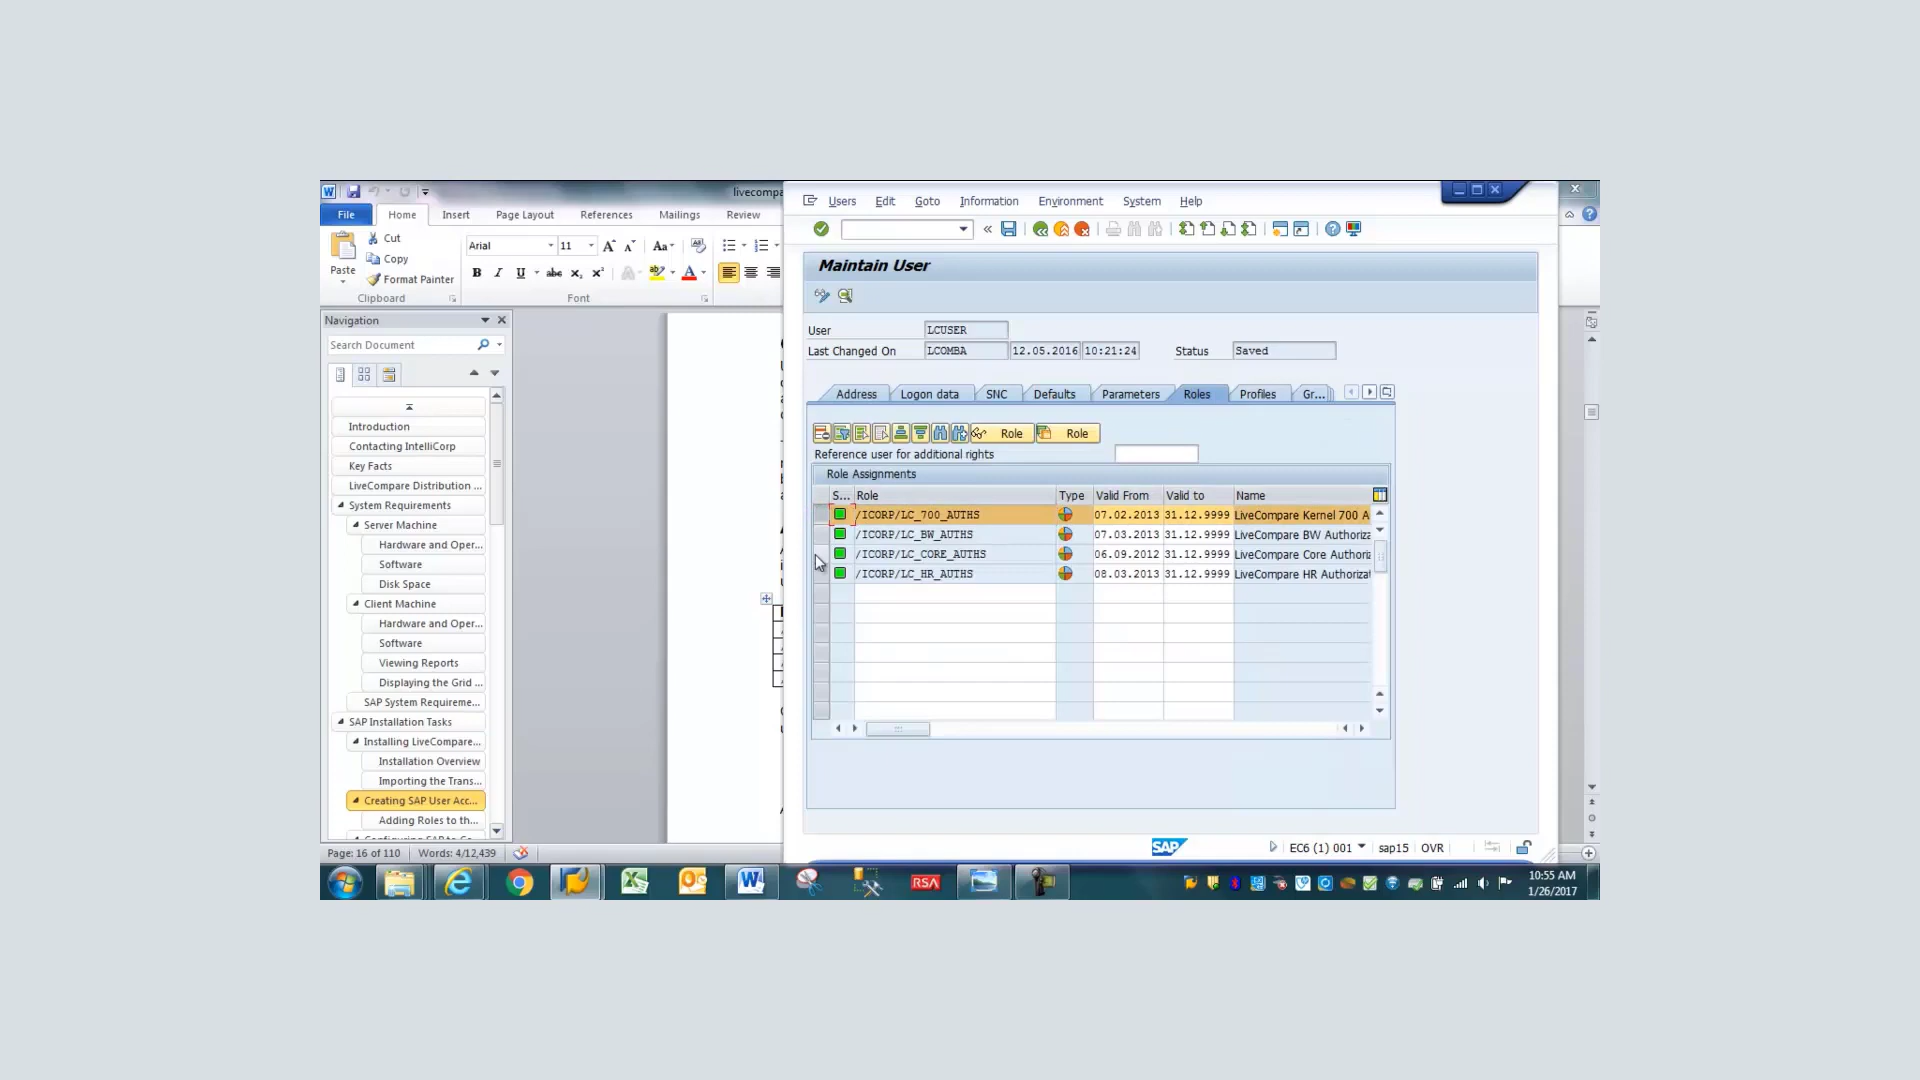 livecompa
File Home Insert Page Layout References Mailings Review
Cut
Copy
Paste
Format Painter
Clipboard
Arial 11
Font
Navigation
Search Document
Introduction
Contacting IntelliCorp
Key Facts
LiveCompare Distribution ...
System Requirements
Server Machine
Hardware and Oper...
Software
Disk Space
Client Machine
Hardware and Oper...
Software
Viewing Reports
Displaying the Grid ...
SAP System Requireme...
SAP Installation Tasks
Installing LiveCompare...
Installation Overview
Importing the Trans...
Creating SAP User Acc...
Adding Roles to th...
Page: 16 of 110 Words: 4/12,439
Users Edit Goto Information Environment System Help
Maintain User
User LCUSER
Last Changed On LCOMBA 12.05.2016 10:21:24 Status Saved
Address Logon data SNC Defaults Parameters Roles Profiles Gr...
Role Role
Reference user for additional rights
Role Assignments
S... Role Type Valid From Valid to Name
/ICORP/LC_700_AUTHS 07.02.2013 31.12.9999 LiveCompare Kernel 700 A
/ICORP/LC_BW_AUTHS 07.03.2013 31.12.9999 LiveCompare BW Authoriza
/ICORP/LC_CORE_AUTHS 06.09.2012 31.12.9999 LiveCompare Core Authoriz
/ICORP/LC_HR_AUTHS 08.03.2013 31.12.9999 LiveCompare HR Authorizat
SAP EC6 (1) 001 sap15 OVR
RSA
10:55 AM
1/26/2017